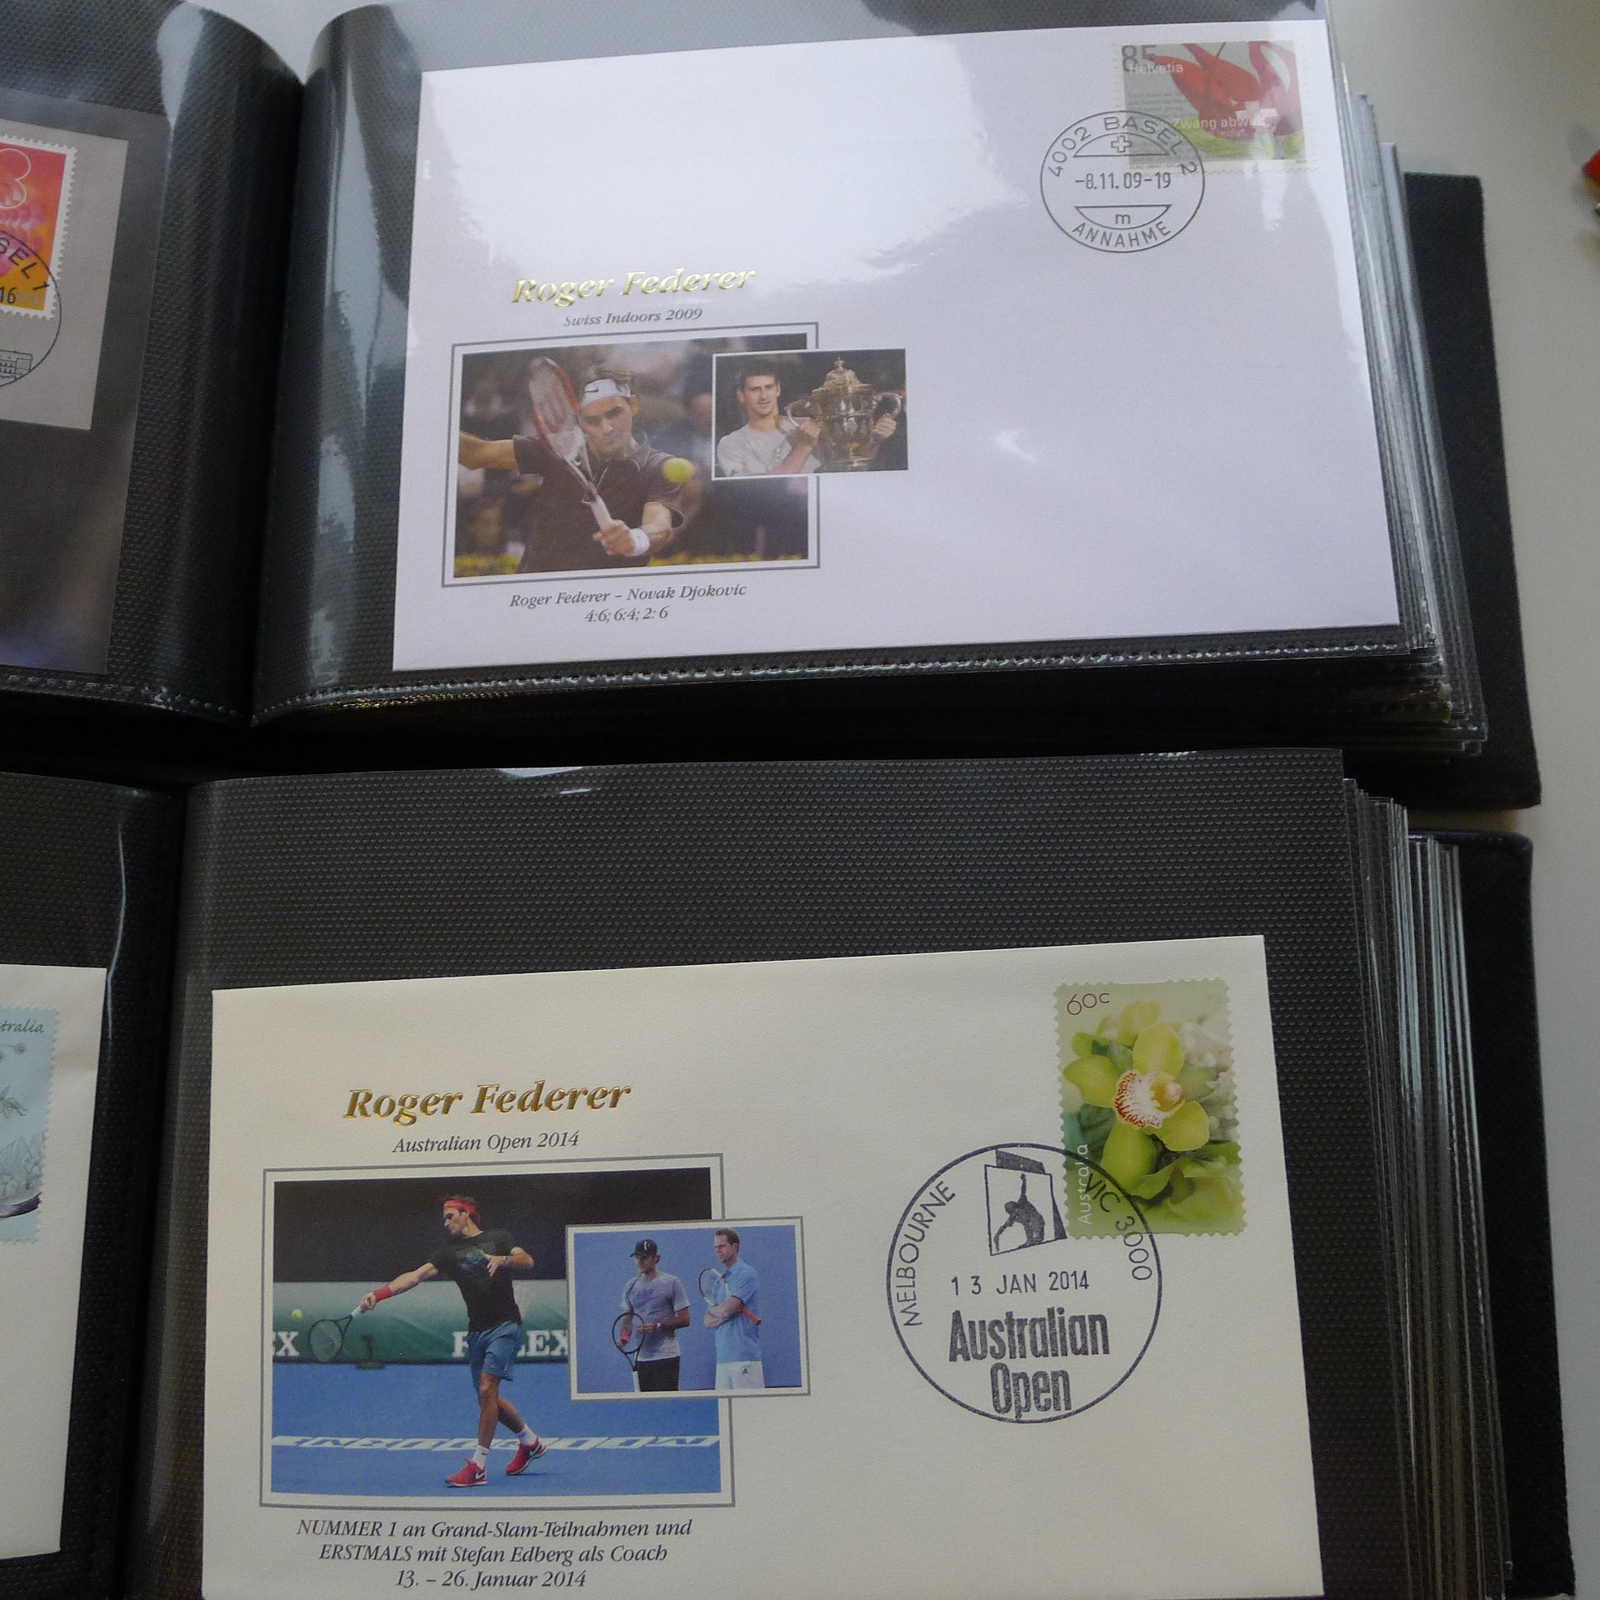 85
Helvetia
Zwang
4002 BASEL 2
-8.11.09-19
m
ANNAHME
Roger Federer
Swiss Indoors 2009
Roger Federer – Novak Djokovic
4:6; 6:4; 2:6
16
tralia
60c
Australia
Roger Federer
Australian Open 2014
ROLEX
MELBOURNE VIC 3000
13 JAN 2014
Australian
Open
NUMMER 1 an Grand-Slam-Teilnahmen und
ERSTMALS mit Stefan Edberg als Coach
13. – 26. Januar 2014